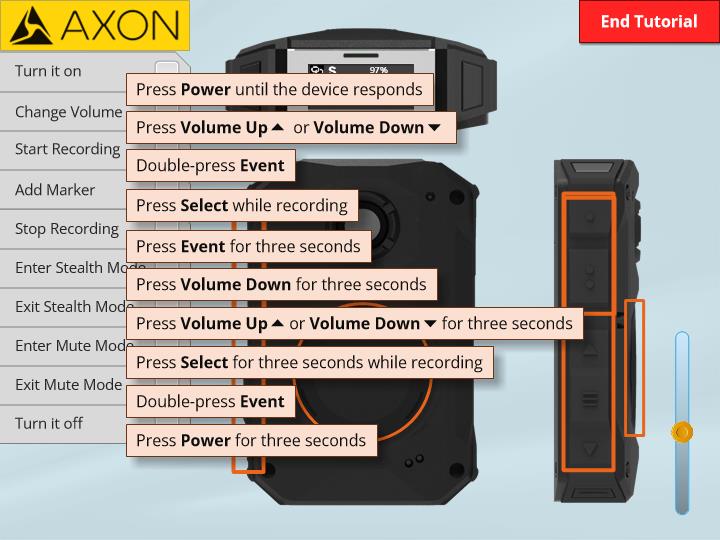 AXON
End Tutorial
97%
Turn it on
Press Power until the device responds
Change Volume
Press Volume Up▲ or Volume Down▼
Start Recording
Double-press Event
Add Marker
Press Select while recording
Stop Recording
Press Event for three seconds
Enter Stealth Mode
Press Volume Down for three seconds
Exit Stealth Mode
Press Volume Up▲ or Volume Down▼ for three seconds
Enter Mute Mode
Press Select for three seconds while recording
Exit Mute Mode
Double-press Event
Turn it off
Press Power for three seconds